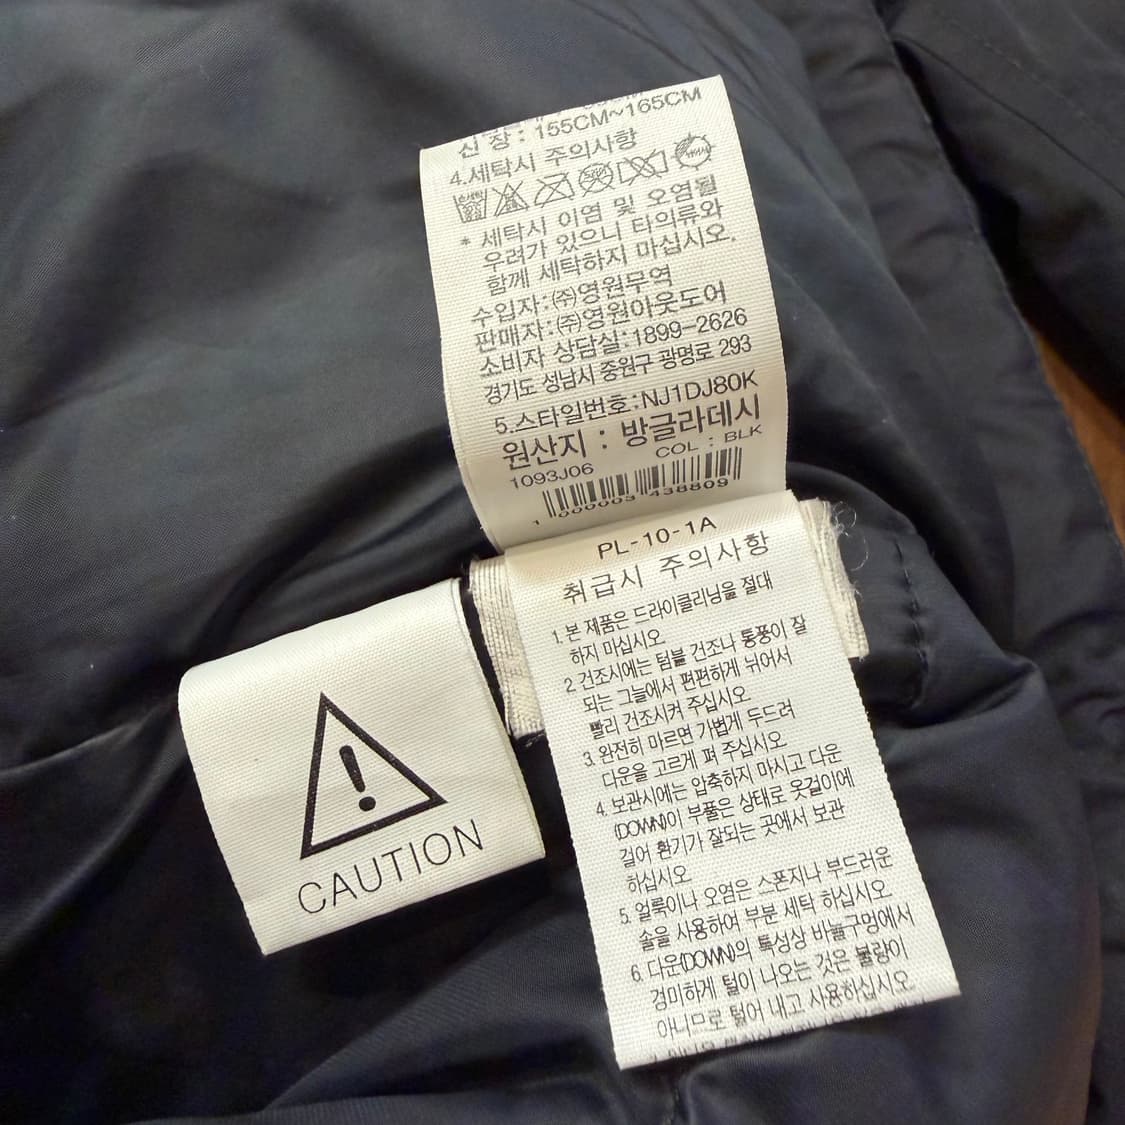 신 장 : 155CM~165CM
4.세탁시 주의사항
* 세탁시 이염 및 오염될
우려가 있으니 타의류와
함께 세탁하지 마십시오.
수입자:㈜영원무역
판매자:㈜영원아웃도어
소비자 상담실:1899-2626
경기도 성남시 중원구 광명로 293
5.스타일번호:NJ1DJ80K
원산지 : 방글라데시
1093J06 COL : BLK
1 000003 438809
PL-10-1A
취급시 주의사항
1. 본 제품은 드라이클리닝을 절대
하지 마십시오
2. 건조시에는 텀블 건조나 통풍이 잘
되는 그늘에서 편편하게 뉘어서
빨리 건조시켜 주십시오
3. 완전히 마르면 가볍게 두드려
다운을 고르게 펴 주십시오
4. 보관시에는 압축하지 마시고 다운
(DOWN)이 부풀은 상태로 옷걸이에
걸어 환기가 잘되는 곳에서 보관
하십시오
5. 얼룩이나 오염은 스폰지나 부드러운
솔을 사용하여 부분 세탁 하십시오
6. 다운(DOWN)의 특성상 바늘구멍에서
경미하게 털이 나오는 것은 불량이
아니므로 털어 내고 사용하십시오
CAUTION